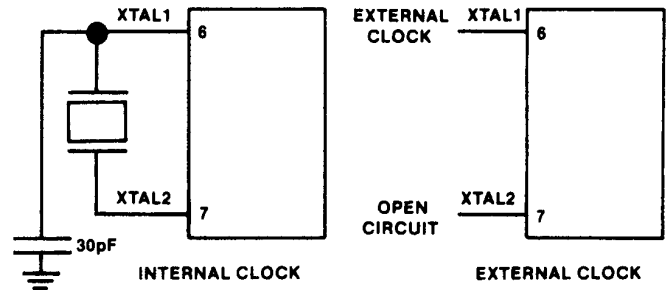 XTAL1
6
XTAL2
7
30pF
INTERNAL CLOCK
EXTERNAL
CLOCK
XTAL1
6
OPEN
CIRCUIT
XTAL2
7
EXTERNAL CLOCK